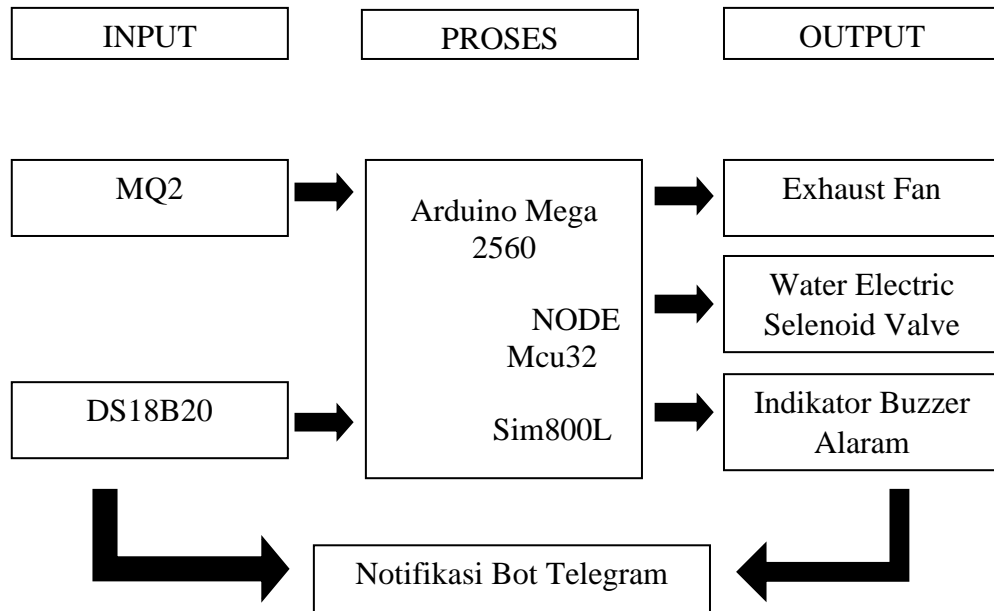 INPUT
PROSES
OUTPUT
MQ2
Arduino Mega
2560
NODE
Mcu32
Sim800L
DS18B20
Exhaust Fan
Water Electric
Selenoid Valve
Indikator Buzzer
Alaram
Notifikasi Bot Telegram